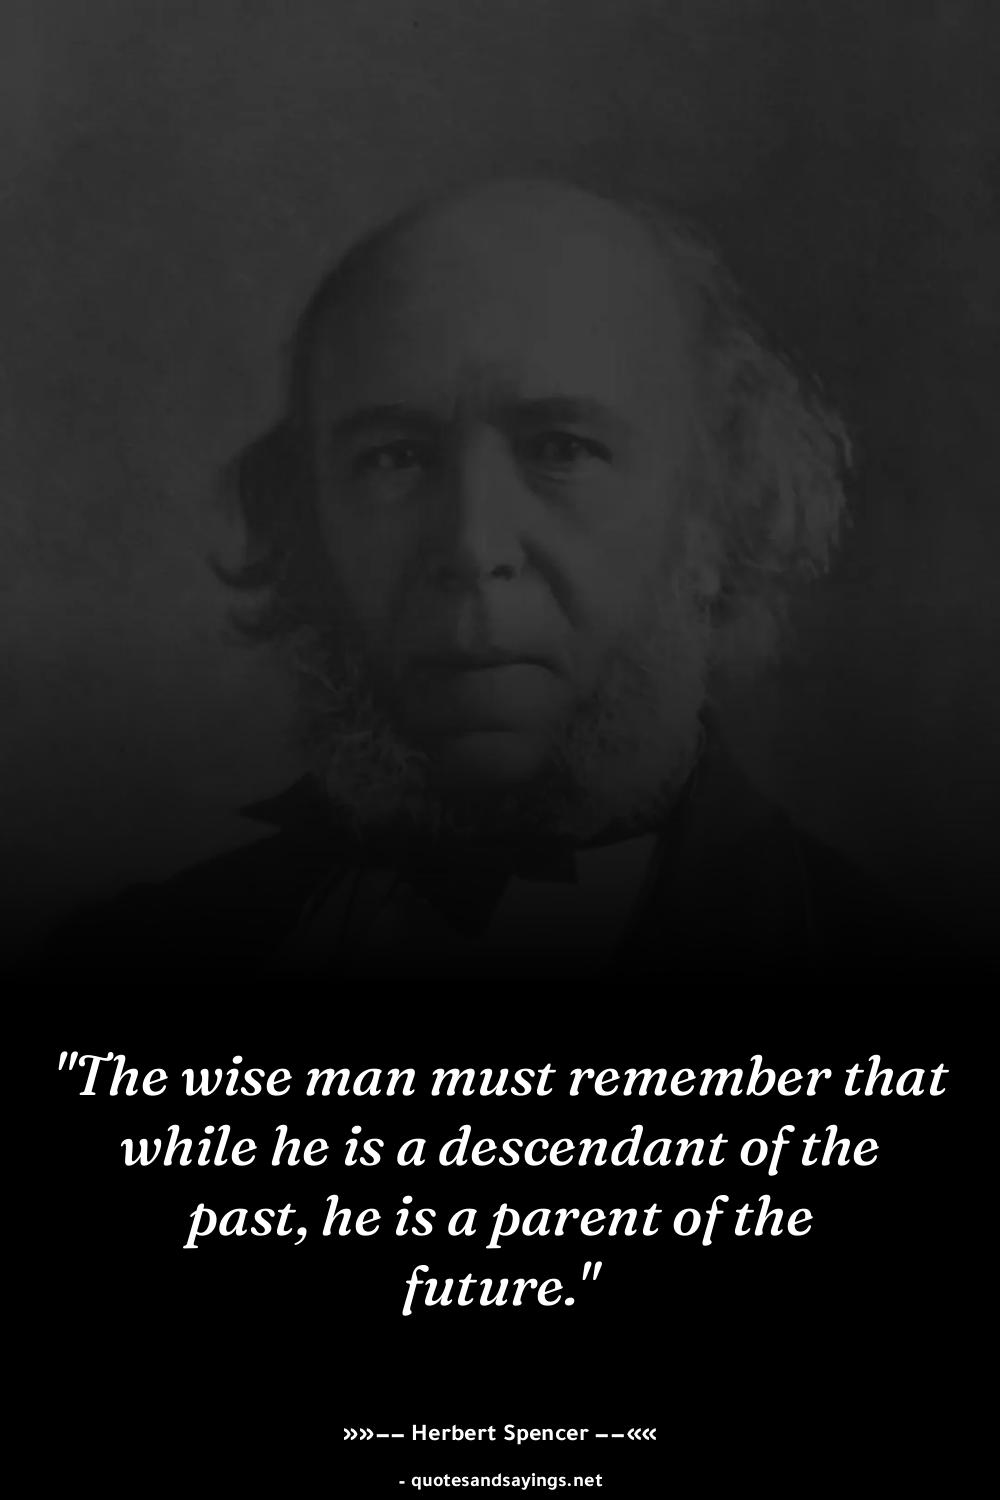 "The wise man must remember that
while he is a descendant of the
past, he is a parent of the
future."
»»–– Herbert Spencer ––««
- quotesandsayings.net